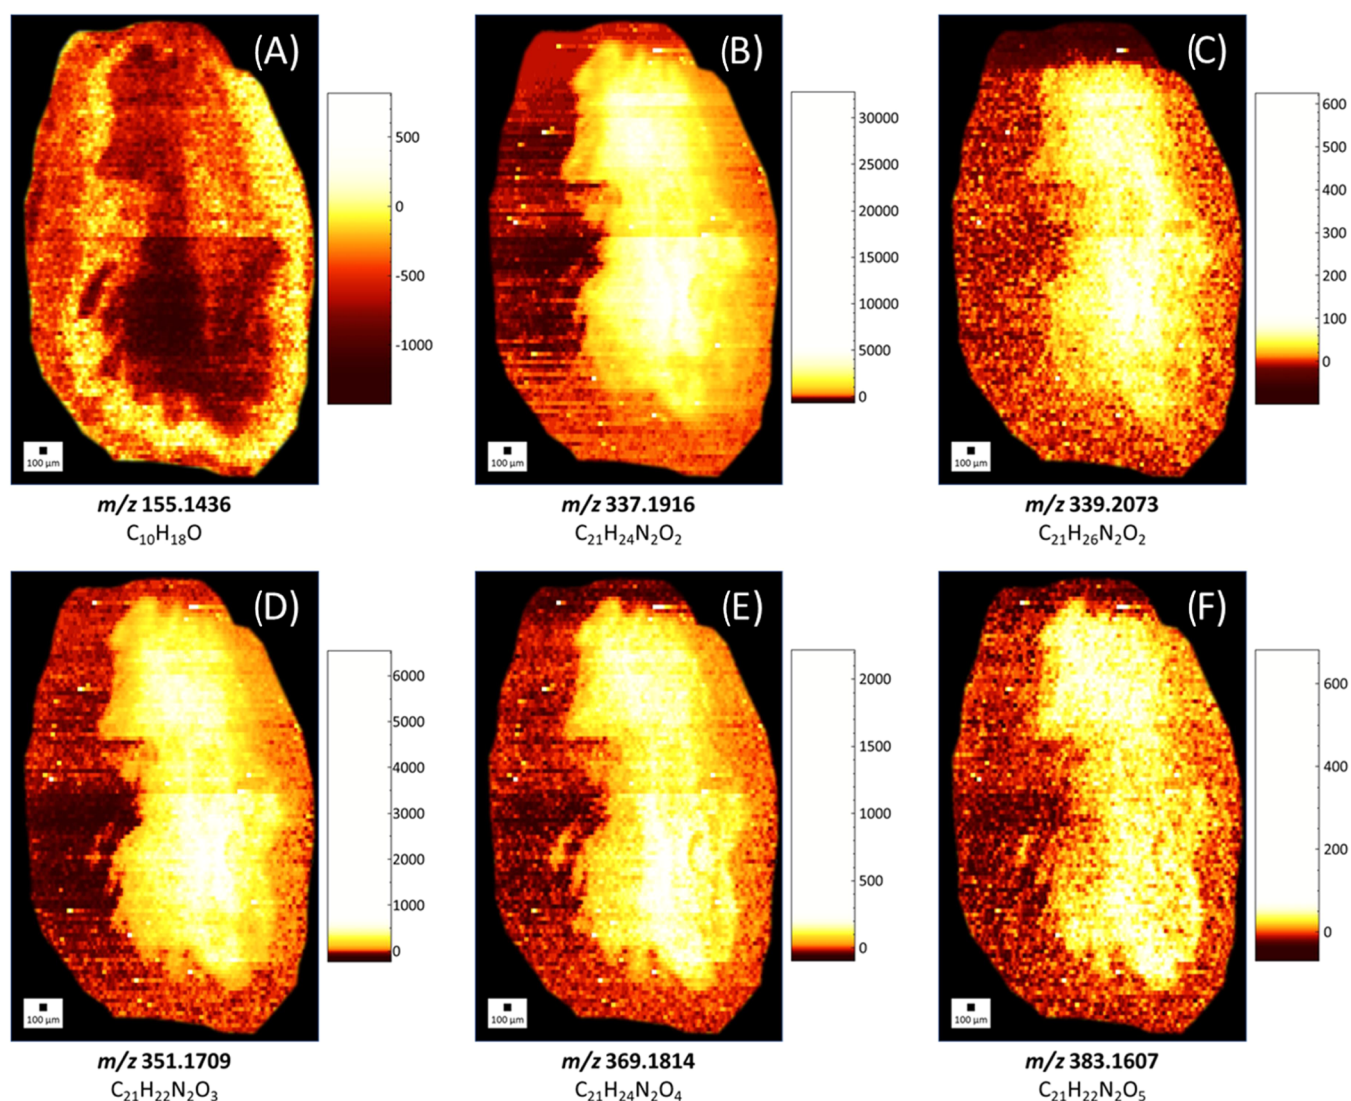 (A)
500
0
-500
-1000
100 µm
m/z 155.1436
C₁₀H₁₈O
(B)
30000
25000
20000
15000
10000
5000
0
100 µm
m/z 337.1916
C₂₁H₂₄N₂O₂
(C)
600
500
400
300
200
100
0
100 µm
m/z 339.2073
C₂₁H₂₆N₂O₂
(D)
6000
5000
4000
3000
2000
1000
0
100 µm
m/z 351.1709
C₂₁H₂₂N₂O₃
(E)
2000
1500
1000
500
0
100 µm
m/z 369.1814
C₂₁H₂₄N₂O₄
(F)
600
400
200
0
100 µm
m/z 383.1607
C₂₁H₂₂N₂O₅